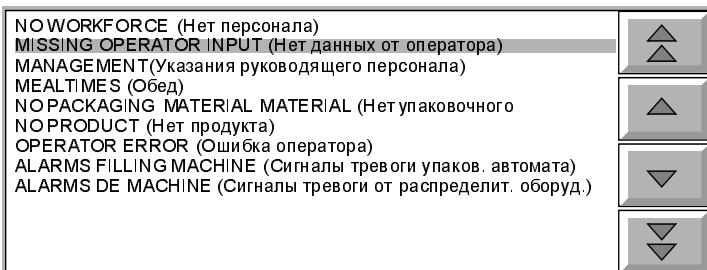 NO WORKFORCE (Нет персонала)
MISSING OPERATOR INPUT (Нет данных от оператора)
MANAGEMENT(Указания руководящего персонала)
MEALTIMES (Обед)
NO PACKAGING MATERIAL MATERIAL (Нет упаковочного
NO PRODUCT (Нет продукта)
OPERATOR ERROR (Ошибка оператора)
ALARMS FILLING MACHINE (Сигналы тревоги упаков. автомата)
ALARMS DE MACHINE (Сигналы тревоги от распределит. оборуд.)